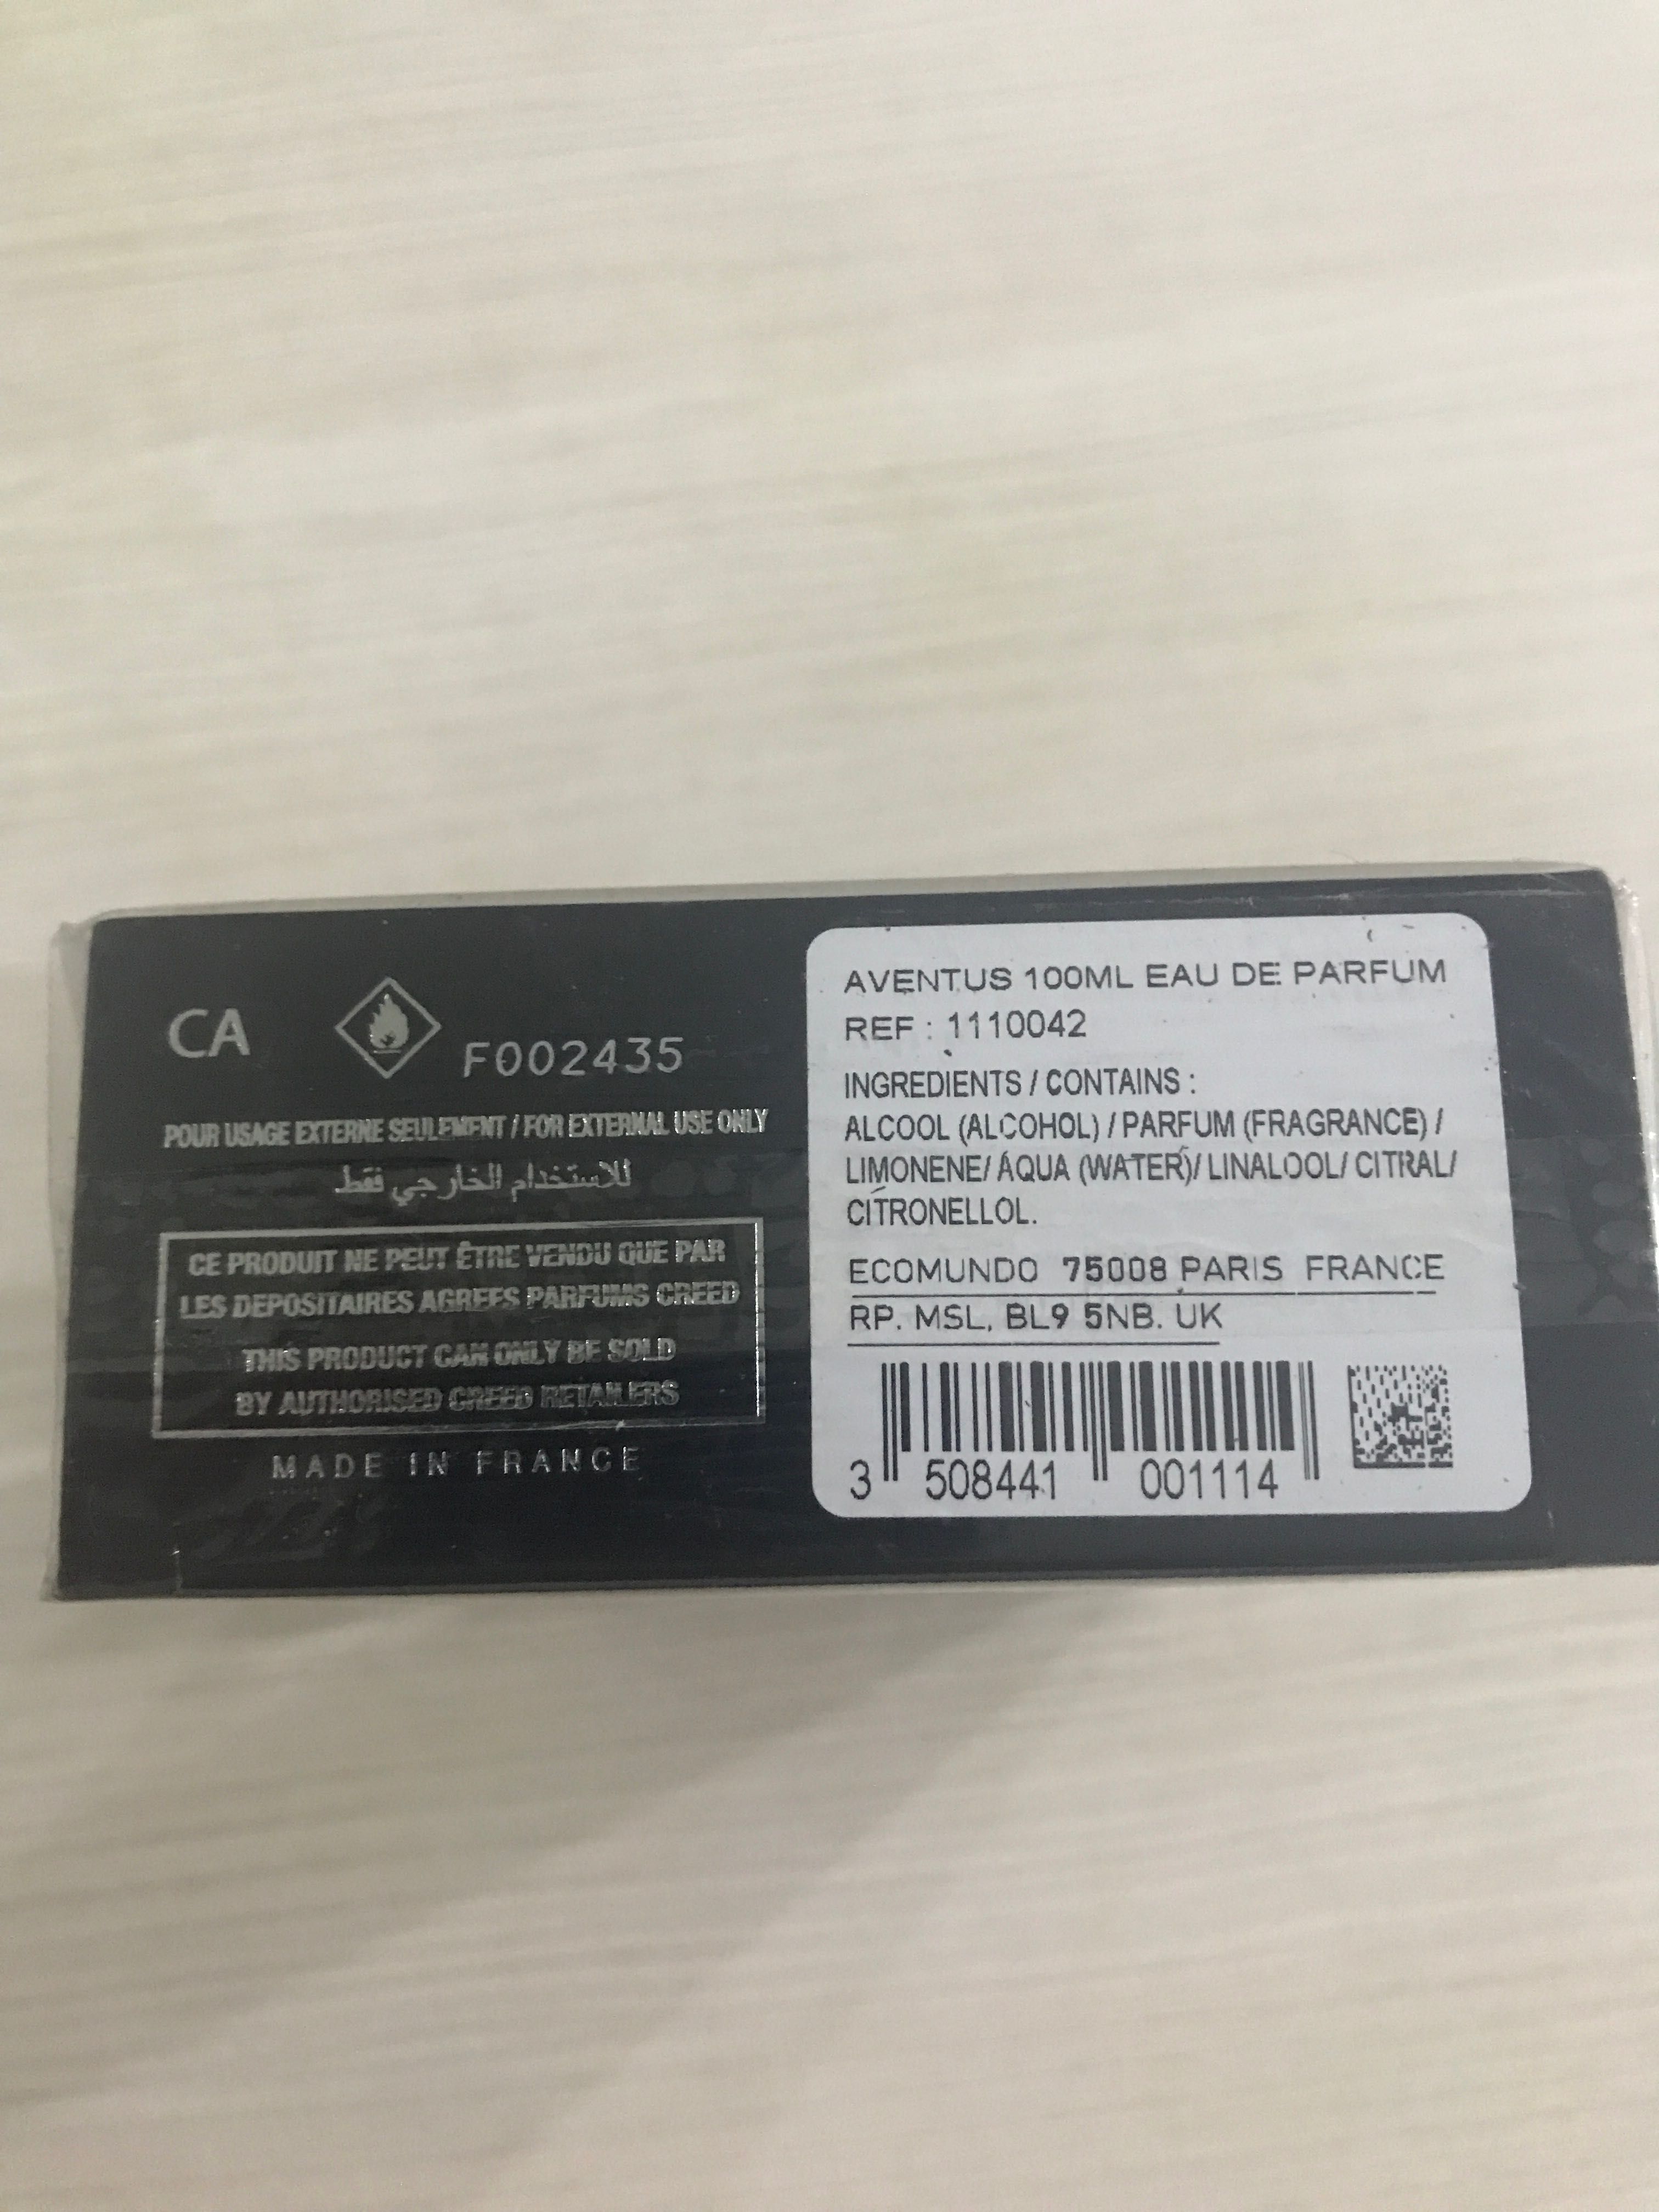 CA
F002435
POUR USAGE EXTERNE SEULEMENT / FOR EXTERNAL USE ONLY
للاستخدام الخارجي فقط
CE PRODUIT NE PEUT ÊTRE VENDU QUE PAR
LES DEPOSITAIRES AGREES PARFUMS CREED
THIS PRODUCT CAN ONLY BE SOLD
BY AUTHORISED CREED RETAILERS
MADE IN FRANCE
AVENTUS 100ML EAU DE PARFUM
REF : 1110042
INGREDIENTS / CONTAINS :
ALCOOL (ALCOHOL) / PARFUM (FRAGRANCE) /
LIMONENE/ AQUA (WATER)/ LINALOOL/ CITRAL/
CITRONELLOL.
ECOMUNDO 75008 PARIS FRANCE
RP. MSL, BL9 5NB. UK
3 508441 001114